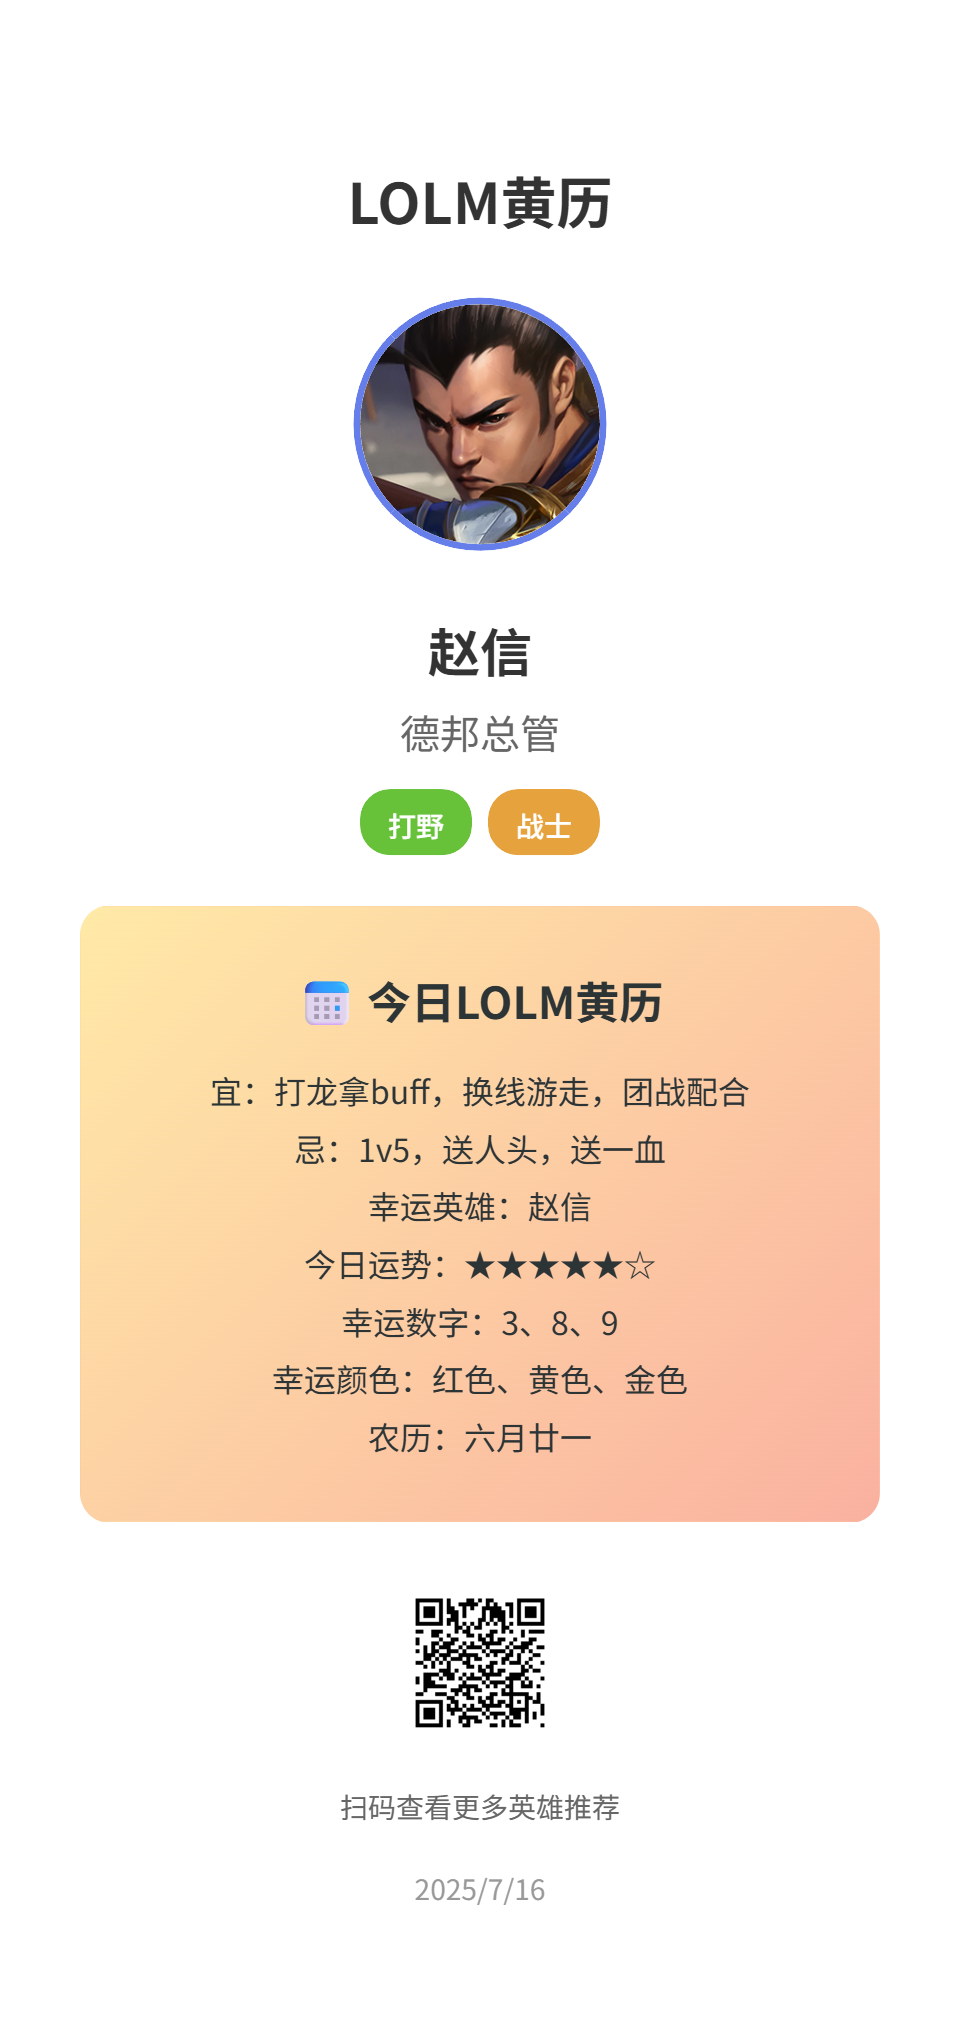 LOLM黄历
赵信
德邦总管
打野 战士
今日LOLM黄历
宜：打龙拿buff，换线游走，团战配合
忌：1v5，送人头，送一血
幸运英雄：赵信
今日运势：★★★★★☆
幸运数字：3、8、9
幸运颜色：红色、黄色、金色
农历：六月廿一
扫码查看更多英雄推荐
2025/7/16